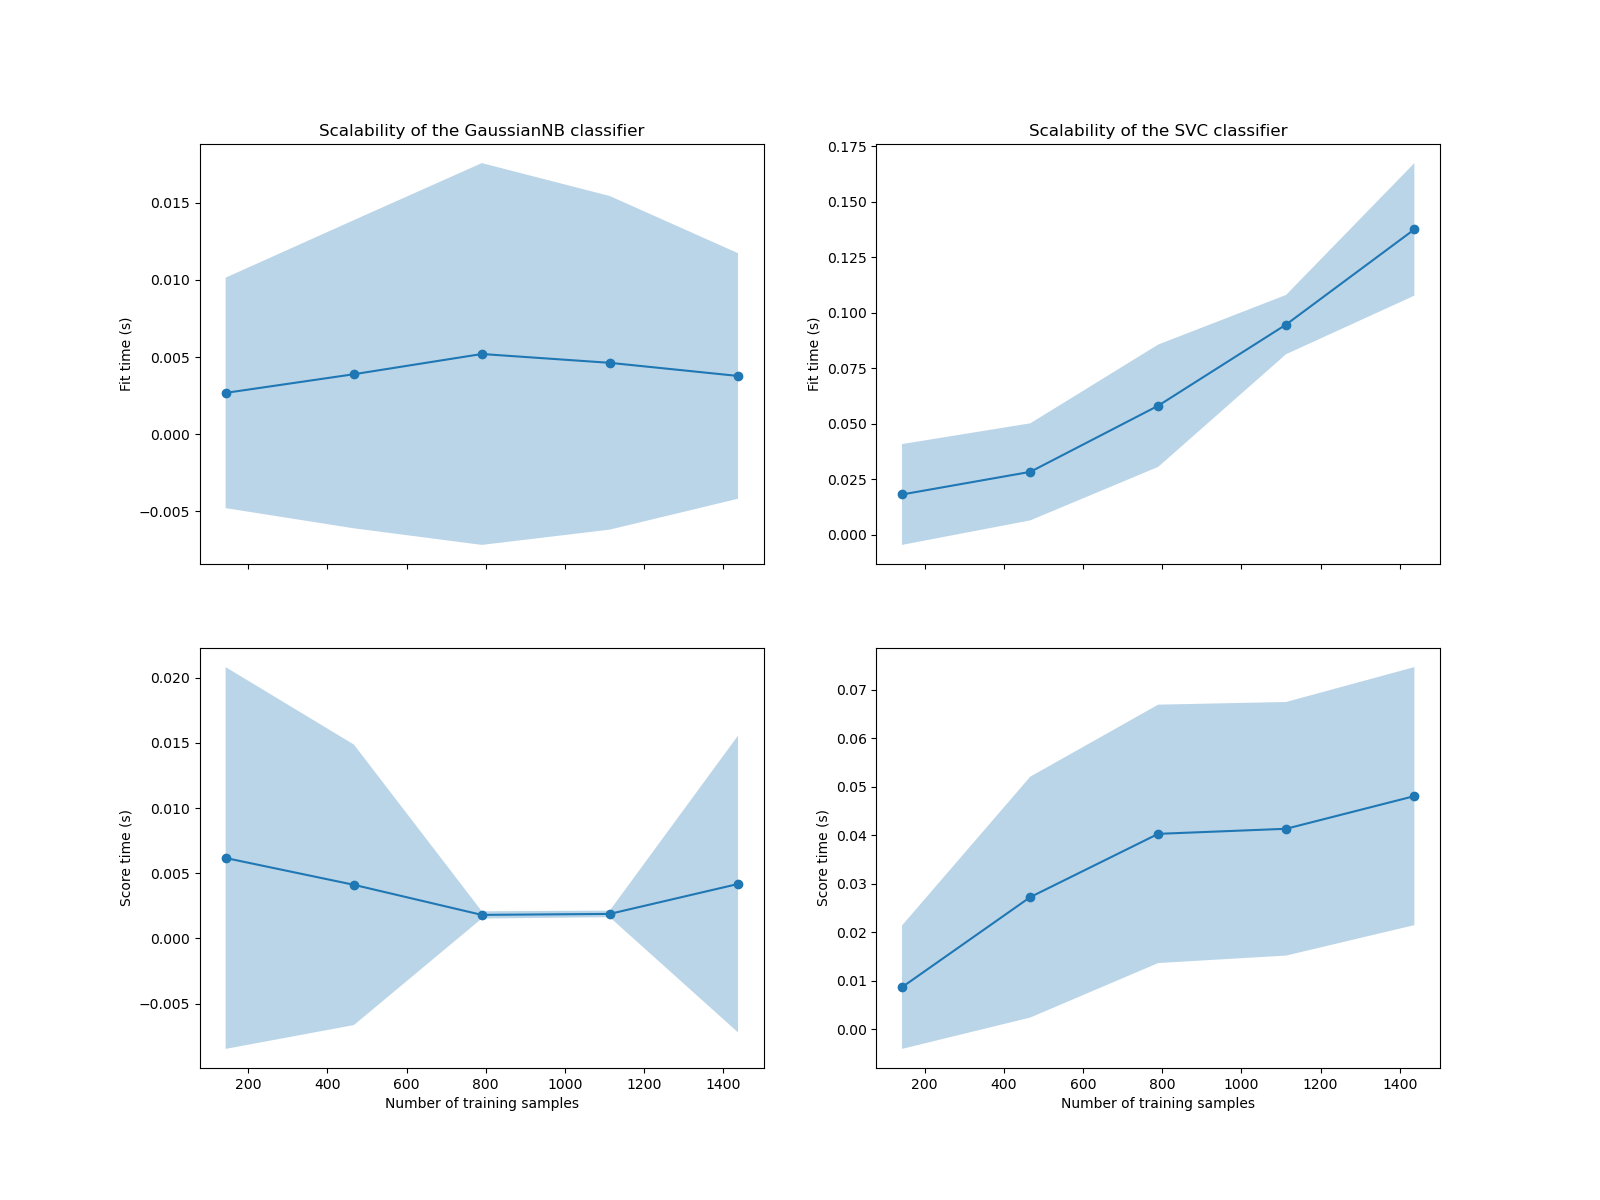 Scalability of the GaussianNB classifier
Scalability of the SVC classifier
Fit time (s)
0.015
0.010
0.005
0.000
−0.005
Fit time (s)
0.175
0.150
0.125
0.100
0.075
0.050
0.025
0.000
Score time (s)
0.020
0.015
0.010
0.005
0.000
−0.005
200 400 600 800 1000 1200 1400
Number of training samples
Score time (s)
0.07
0.06
0.05
0.04
0.03
0.02
0.01
0.00
200 400 600 800 1000 1200 1400
Number of training samples